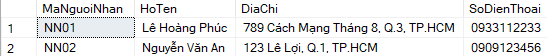 MaNguoiNhan HoTen DiaChi SoDienThoai
1 NN01 Lê Hoàng Phúc 789 Cách Mạng Tháng 8, Q.3, TP.HCM 0933112233
2 NN02 Nguyễn Văn An 123 Lê Lợi, Q.1, TP.HCM 0909123456